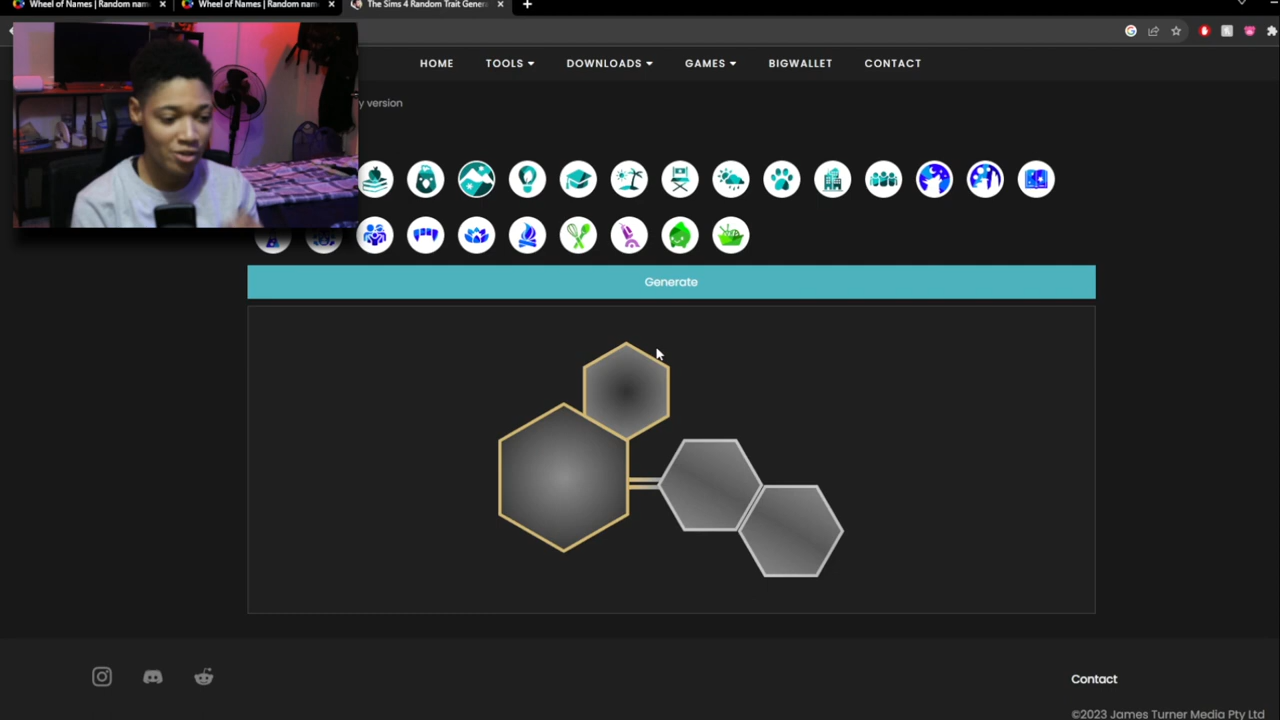 Wheel of Names | Random nam
Wheel of Names | Random nam
The Sims 4 Random Trait Genera
HOME TOOLS DOWNLOADS GAMES BIGWALLET CONTACT
y version
Generate
Contact
©2023 James Turner Media Pty Ltd